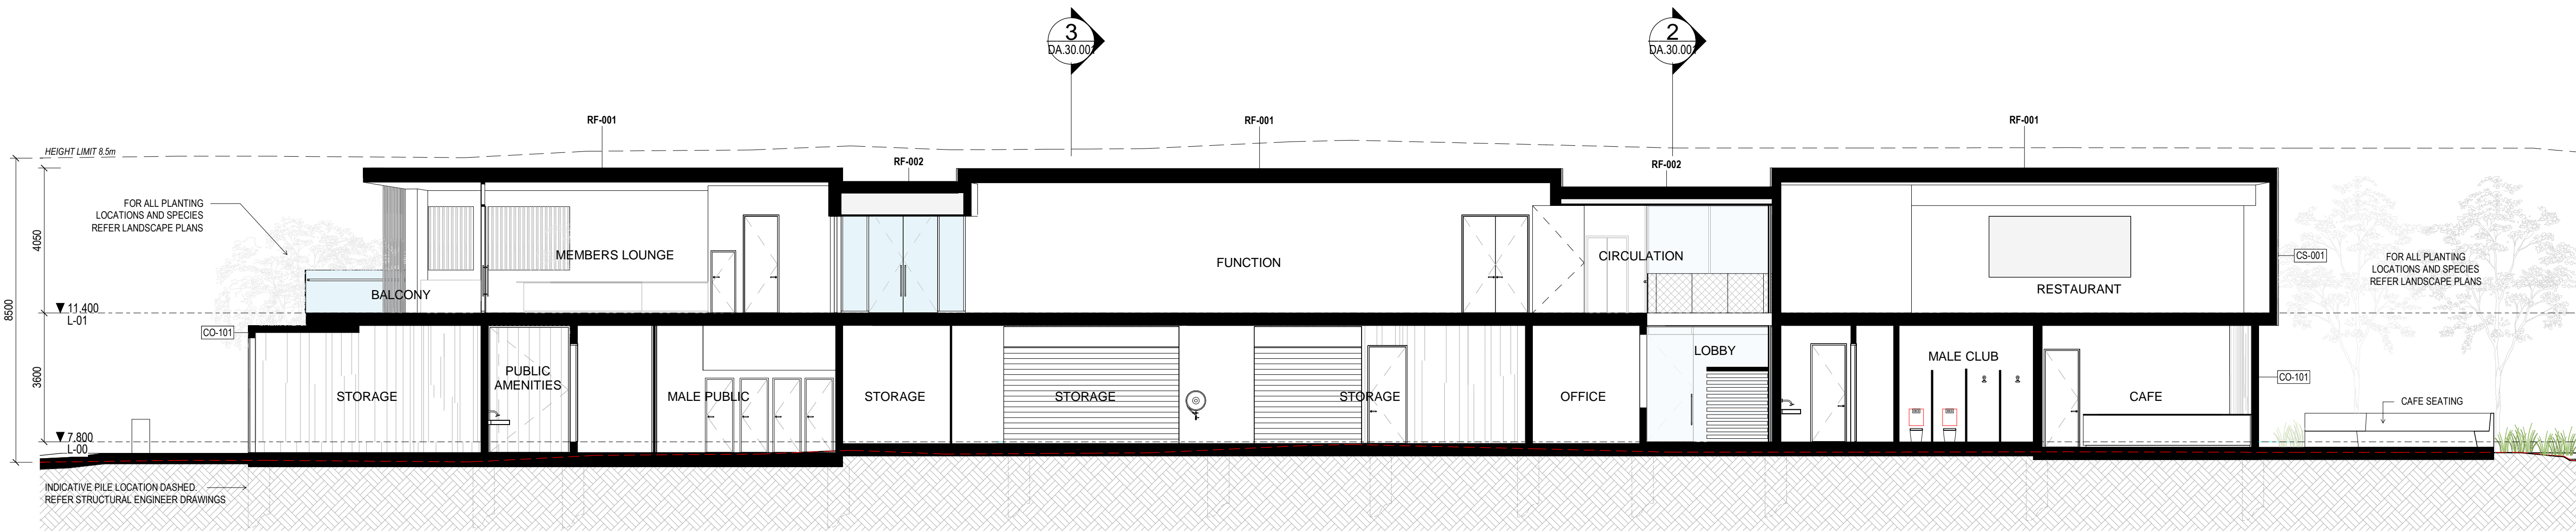 3
DA.30.001
2
DA.30.001
RF-001
RF-001
RF-001
HEIGHT LIMIT 8.5m
RF-002
RF-002
FOR ALL PLANTING
LOCATIONS AND SPECIES
REFER LANDSCAPE PLANS
4050
MEMBERS LOUNGE
FUNCTION
CIRCULATION
CS-001
FOR ALL PLANTING
LOCATIONS AND SPECIES
REFER LANDSCAPE PLANS
BALCONY
RESTAURANT
8500
11.400
L-01
CO-101
3600
PUBLIC
AMENITIES
LOBBY
MALE CLUB
CO-101
STORAGE
MALE PUBLIC
STORAGE
STORAGE
STORAGE
OFFICE
CAFE
CAFE SEATING
7.800
L-00
INDICATIVE PILE LOCATION DASHED.
REFER STRUCTURAL ENGINEER DRAWINGS